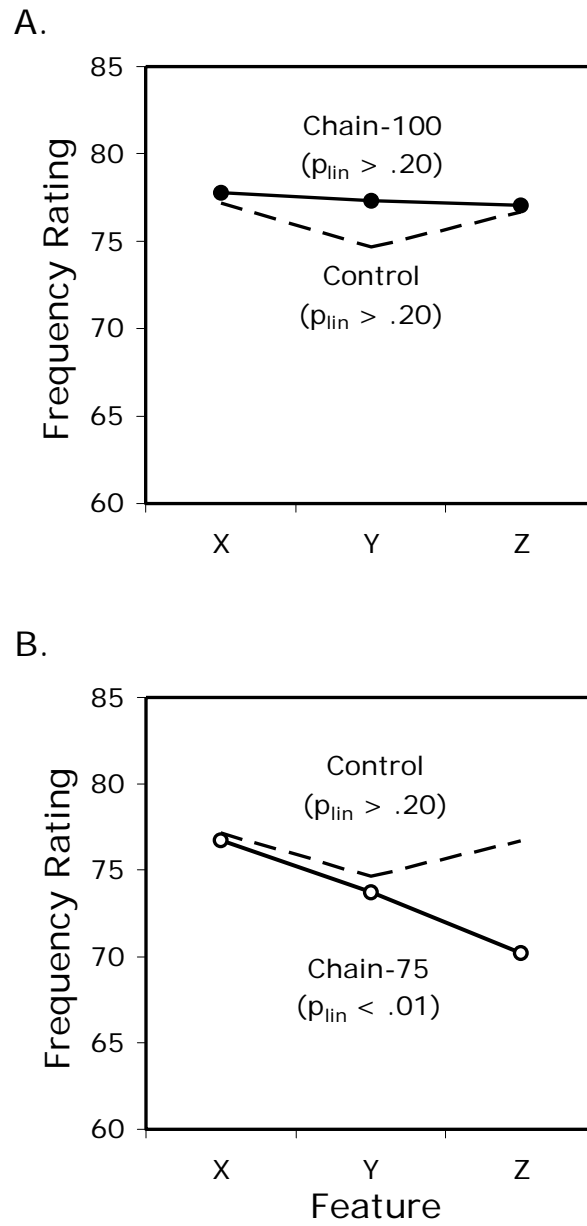 A.
Frequency Rating
85
80
75
70
65
60
Chain-100
(p_lin > .20)
Control
(p_lin > .20)
X Y Z
B.
Frequency Rating
85
80
75
70
65
60
Control
(p_lin > .20)
Chain-75
(p_lin < .01)
X Y Z
Feature